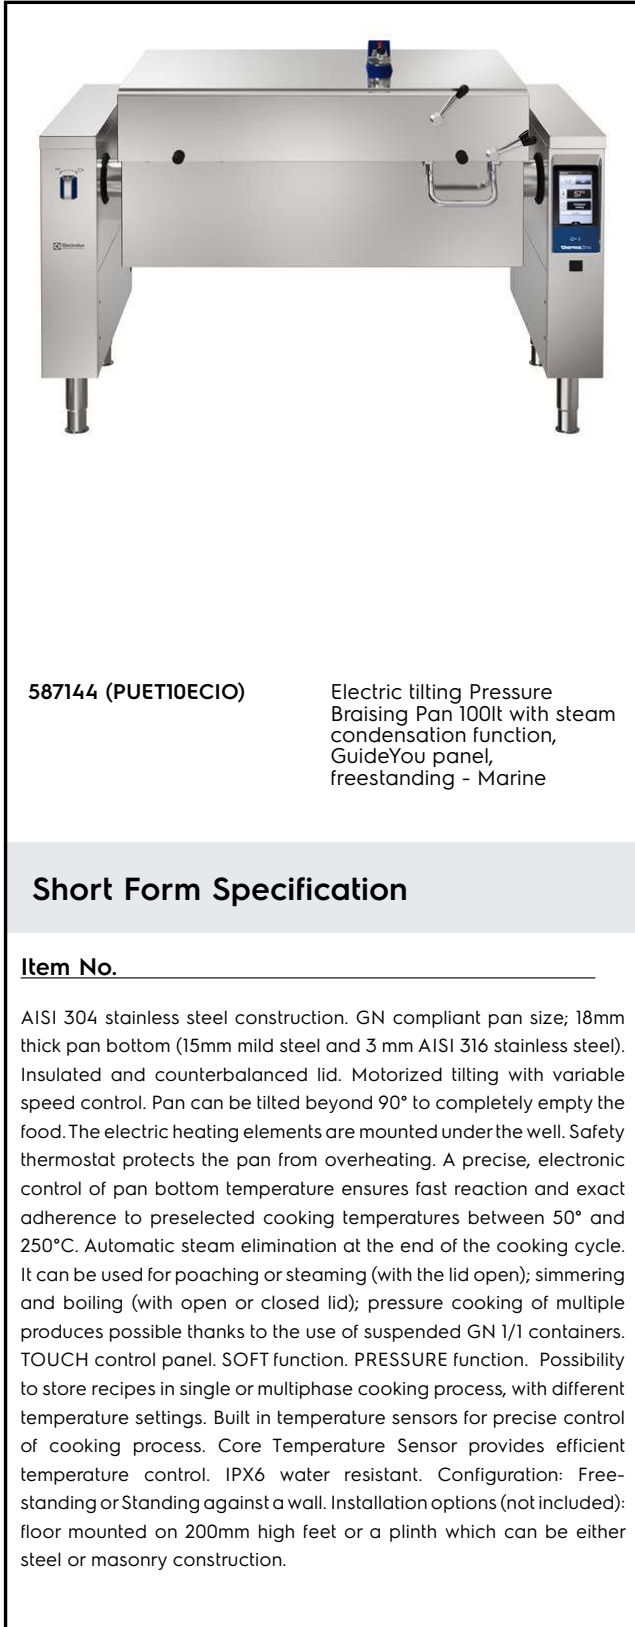 Electrolux
57°
thermaline
587144 (PUET10ECIO)
Electric tilting Pressure
Braising Pan 100lt with steam
condensation function,
GuideYou panel,
freestanding - Marine
Short Form Specification
Item No.
AISI 304 stainless steel construction. GN compliant pan size; 18mm
thick pan bottom (15mm mild steel and 3 mm AISI 316 stainless steel).
Insulated and counterbalanced lid. Motorized tilting with variable
speed control. Pan can be tilted beyond 90° to completely empty the
food. The electric heating elements are mounted under the well. Safety
thermostat protects the pan from overheating. A precise, electronic
control of pan bottom temperature ensures fast reaction and exact
adherence to preselected cooking temperatures between 50° and
250°C. Automatic steam elimination at the end of the cooking cycle.
It can be used for poaching or steaming (with the lid open); simmering
and boiling (with open or closed lid); pressure cooking of multiple
produces possible thanks to the use of suspended GN 1/1 containers.
TOUCH control panel. SOFT function. PRESSURE function. Possibility
to store recipes in single or multiphase cooking process, with different
temperature settings. Built in temperature sensors for precise control
of cooking process. Core Temperature Sensor provides efficient
temperature control. IPX6 water resistant. Configuration: Free-
standing or Standing against a wall. Installation options (not included):
floor mounted on 200mm high feet or a plinth which can be either
steel or masonry construction.